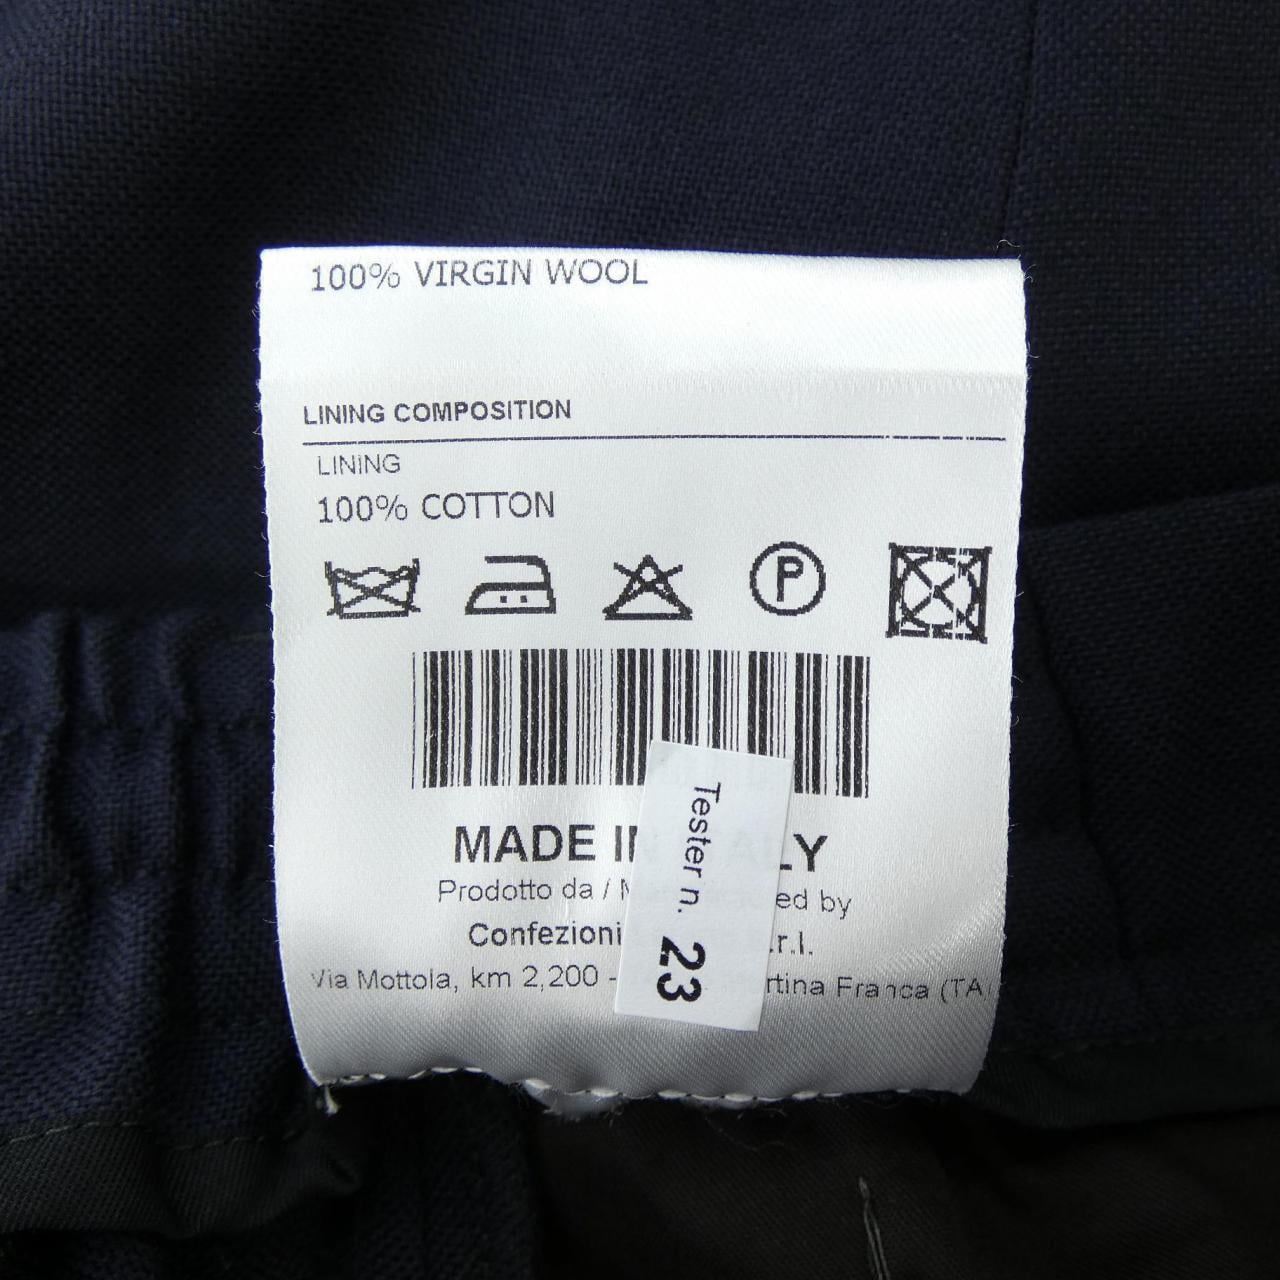 100% VIRGIN WOOL
LINING COMPOSITION
LINING
100% COTTON
P
MADE IN ALY
Prodotto da / M ed by
Confezioni .r.l.
Via Mottola, km 2,200 - rtina Franca (TA
Tester n. 23